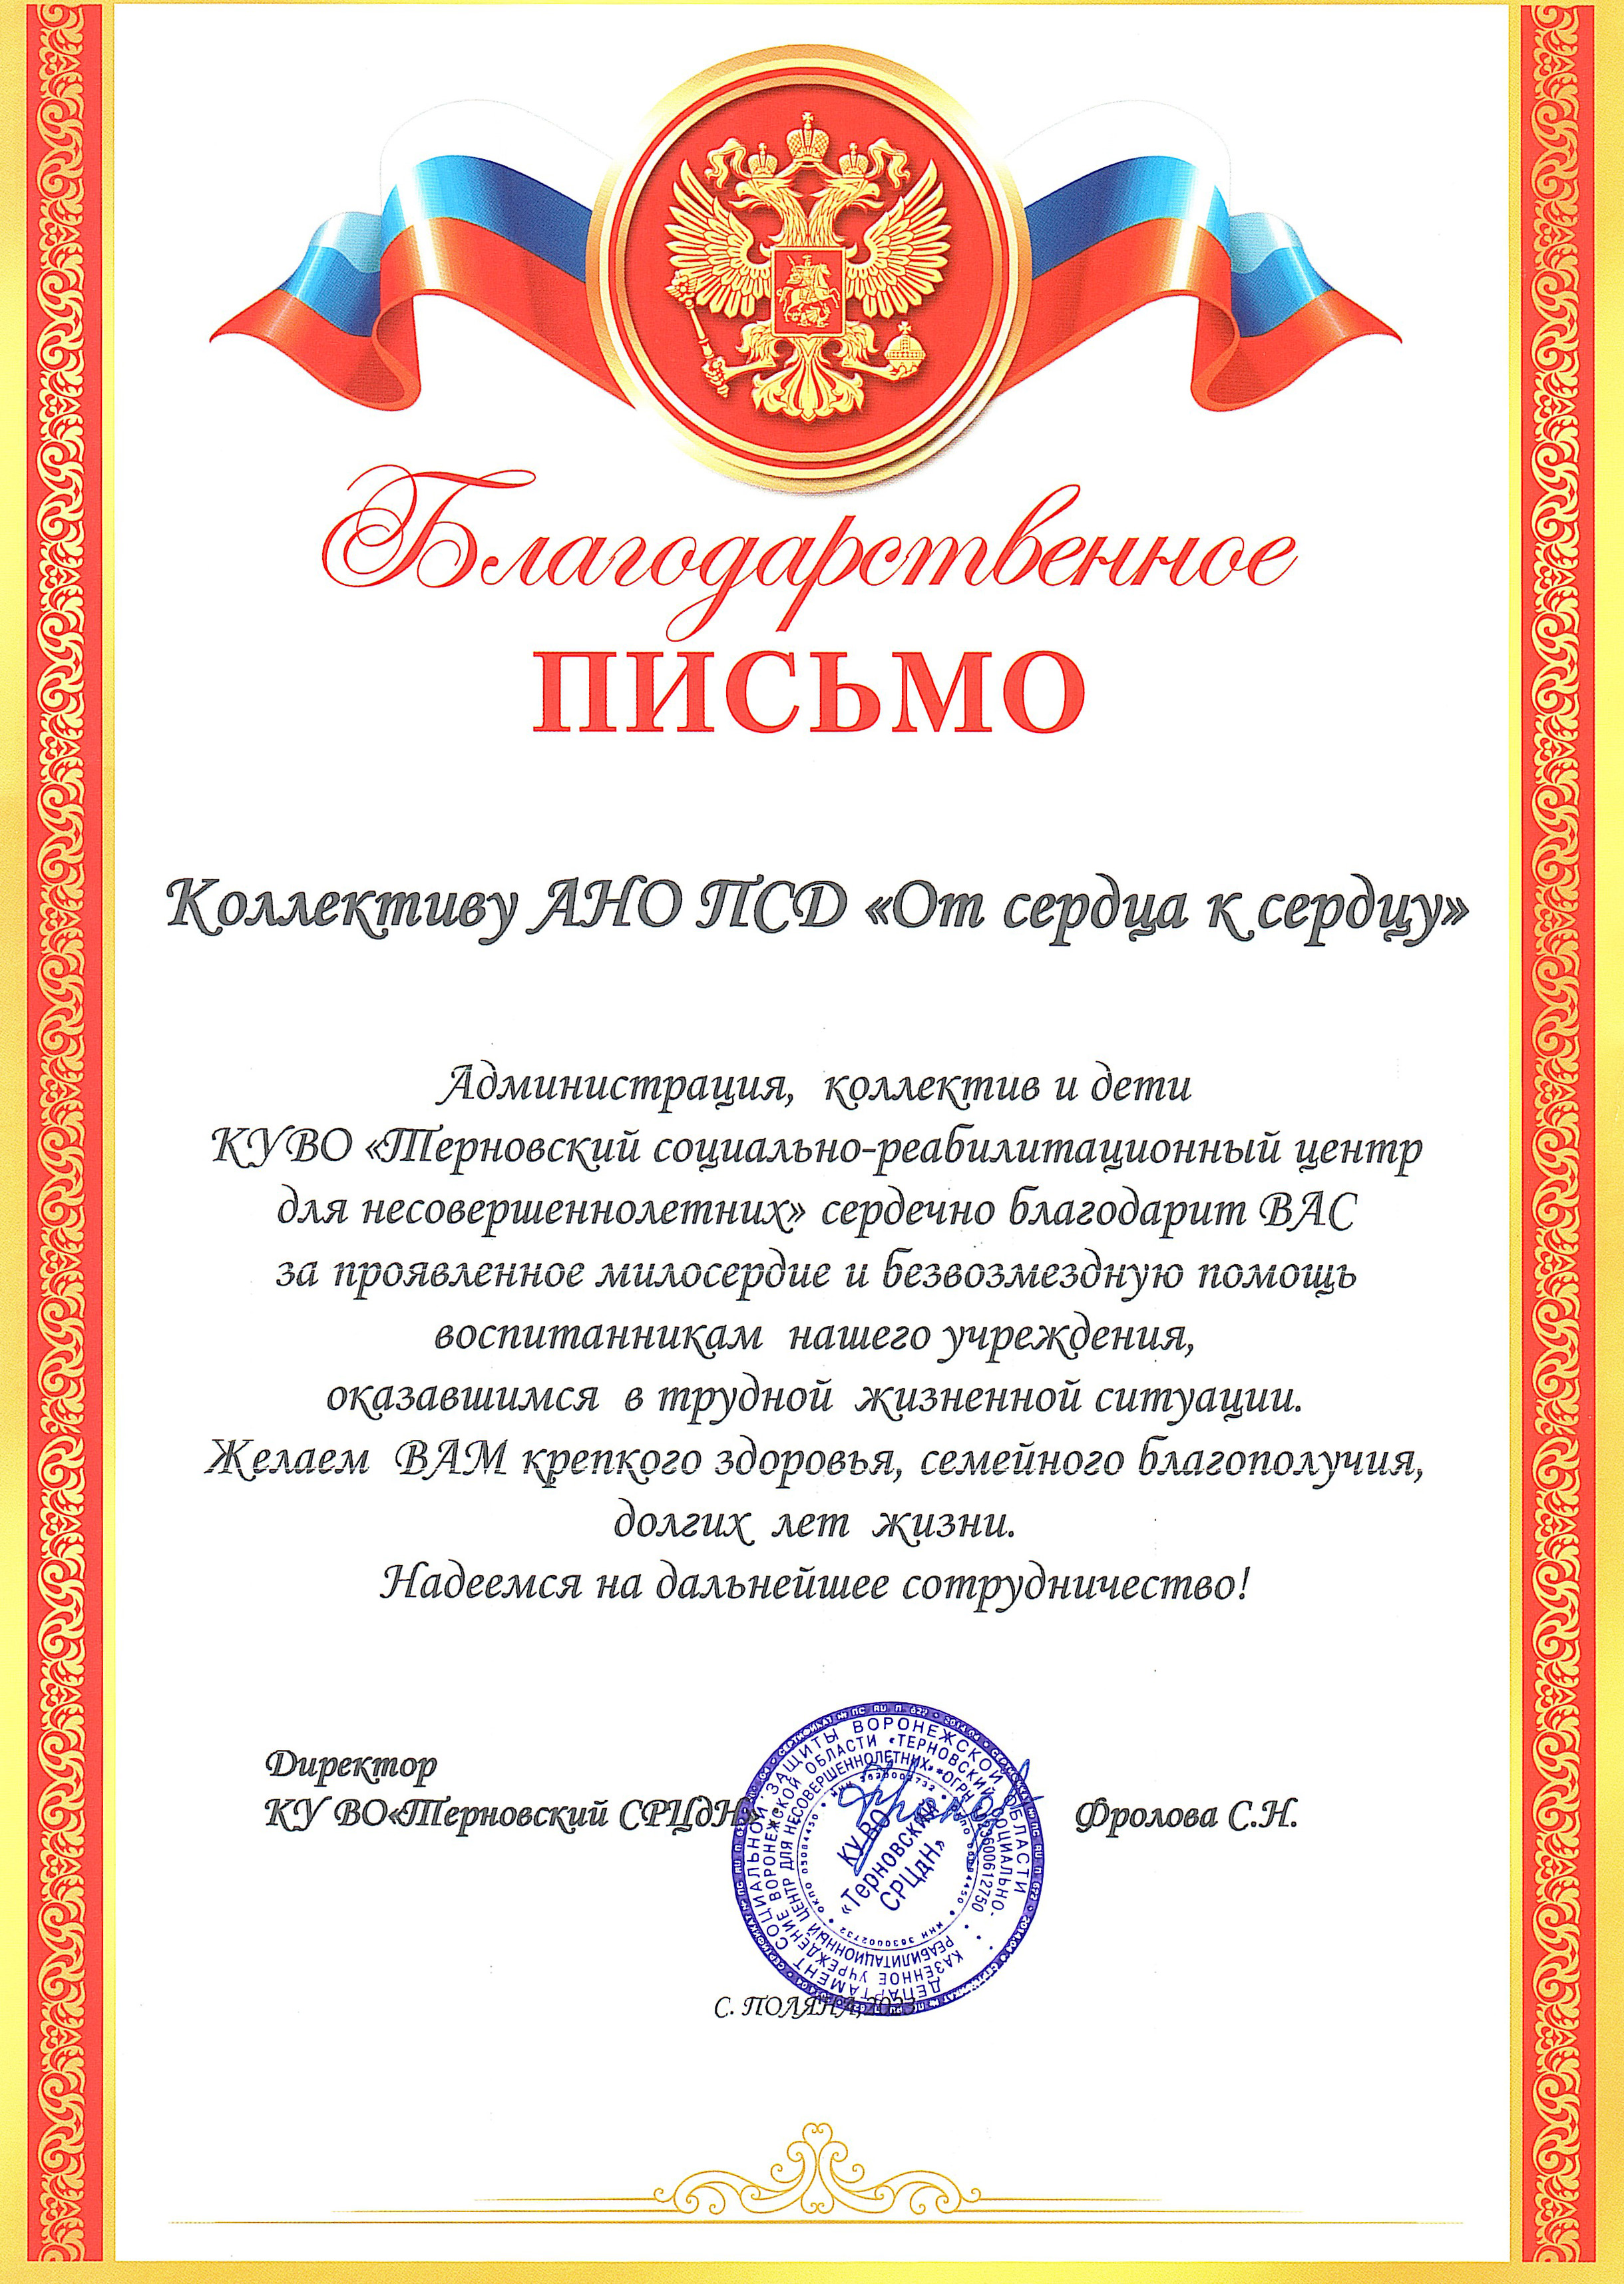 Благодарственное
ПИСЬМО
Коллективу АНО ПСД «От сердца к сердцу»
Администрация, коллектив и дети
КУВО «Терновский социально-реабилитационный центр
для несовершеннолетних» сердечно благодарит ВАС
за проявленное милосердие и безвозмездную помощь
воспитанникам нашего учреждения,
оказавшимся в трудной жизненной ситуации.
Желаем ВАМ крепкого здоровья, семейного благополучия,
долгих лет жизни.
Надеемся на дальнейшее сотрудничество!
Директор
КУ ВО«Терновский СРЦдН»
Фролова С.Н.
ДЕПАРТАМЕНТ СОЦИАЛЬНОЙ ЗАЩИТЫ ВОРОНЕЖСКОЙ ОБЛАСТИ
КАЗЕННОЕ УЧРЕЖДЕНИЕ ВОРОНЕЖСКОЙ ОБЛАСТИ «ТЕРНОВСКИЙ СОЦИАЛЬНО-
РЕАБИЛИТАЦИОННЫЙ ЦЕНТР ДЛЯ НЕСОВЕРШЕННОЛЕТНИХ» ОГРН 1023600612750
ИНН 3630002732
КУ ВО
«Терновский
СРЦдН»
С. ПОЛЯНА, 2023